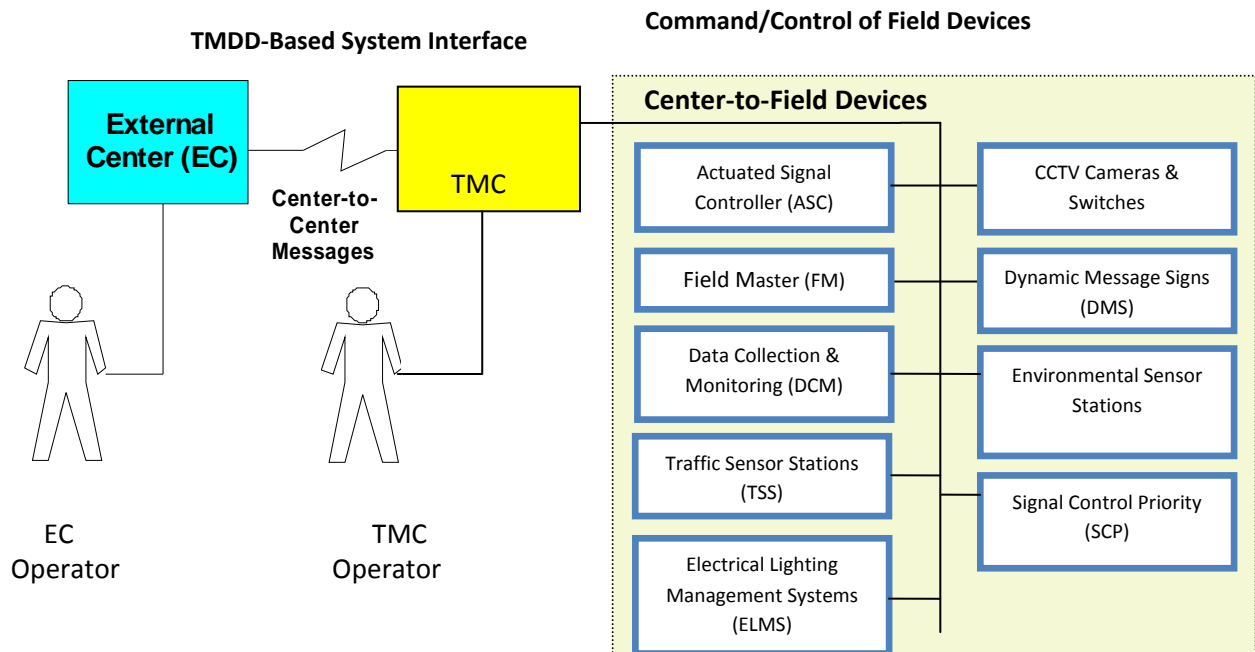 TMDD-Based System Interface
Command/Control of Field Devices
External
Center (EC)
Center-to-
Center
Messages
TMC
EC
Operator
TMC
Operator
Center-to-Field Devices
Actuated Signal
Controller (ASC)
Field Master (FM)
Data Collection &
Monitoring (DCM)
Traffic Sensor Stations
(TSS)
Electrical Lighting
Management Systems
(ELMS)
CCTV Cameras &
Switches
Dynamic Message Signs
(DMS)
Environmental Sensor
Stations
Signal Control Priority
(SCP)